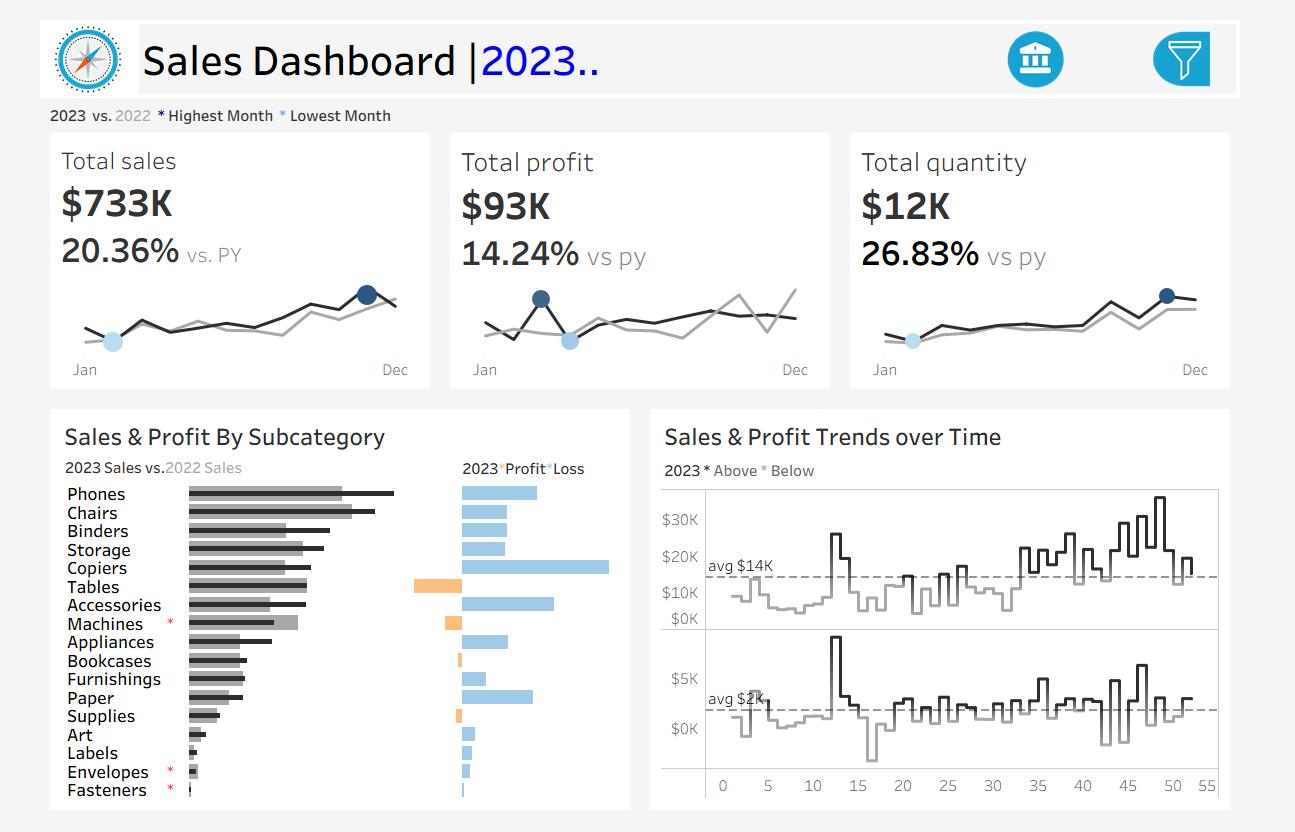 Sales Dashboard |2023..
2023 vs. 2022 * Highest Month * Lowest Month
Total sales
$733K
20.36% vs. PY
Jan Dec
Total profit
$93K
14.24% vs py
Jan Dec
Total quantity
$12K
26.83% vs py
Jan Dec
Sales & Profit By Subcategory
2023 Sales vs.2022 Sales
2023*Profit*Loss
Phones
Chairs
Binders
Storage
Copiers
Tables
Accessories
Machines *
Appliances
Bookcases
Furnishings
Paper
Supplies
Art
Labels
Envelopes *
Fasteners *
Sales & Profit Trends over Time
2023 * Above * Below
$30K
$20K
avg $14K
$10K
$0K
$5K
avg $2K
$0K
0 5 10 15 20 25 30 35 40 45 50 55